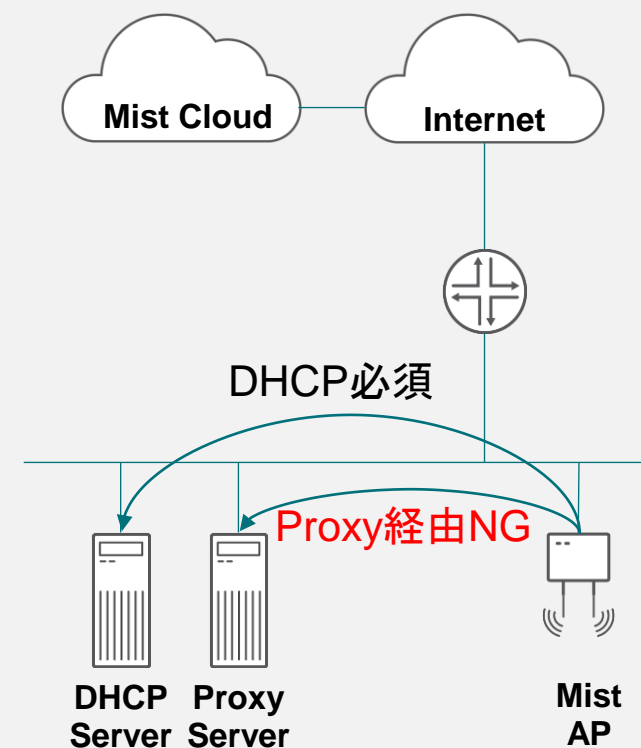 Mist Cloud
Internet
DHCP必須
Proxy経由NG
DHCP
Server
Proxy
Server
Mist
AP